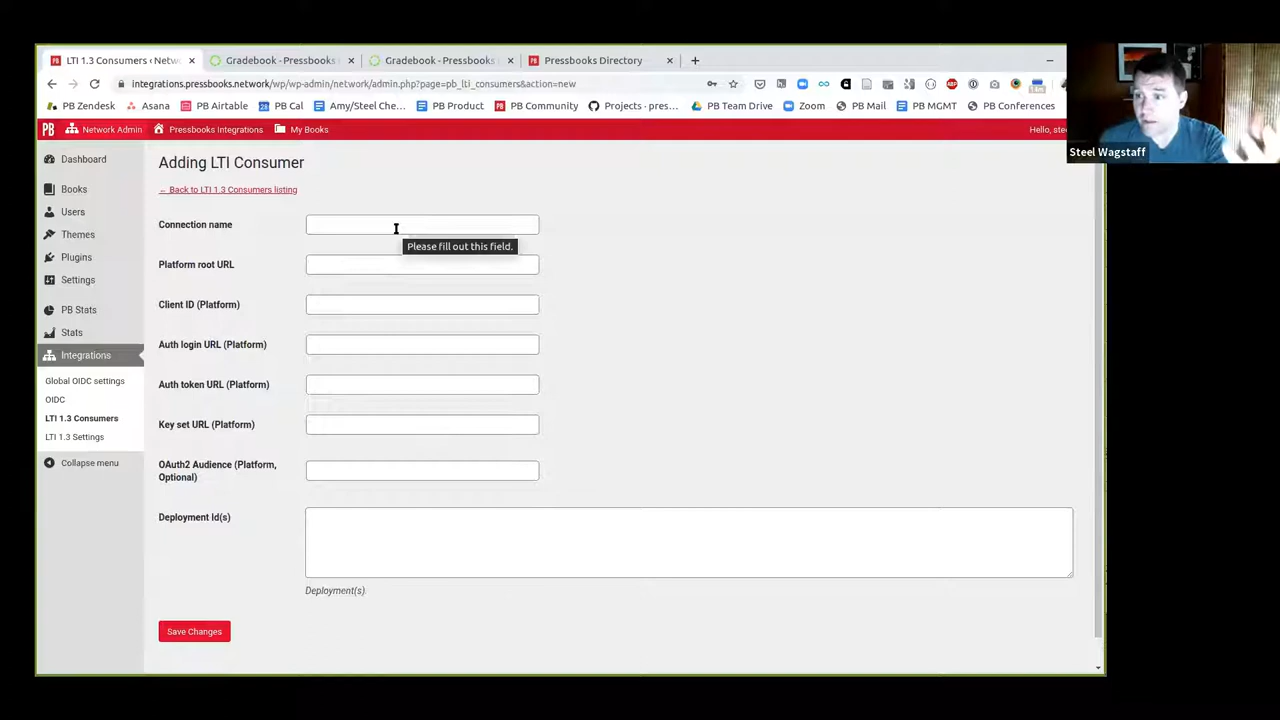 LTI 1.3 Consumers ‹ Netw
Gradebook - Pressbooks
Gradebook - Pressbooks
Pressbooks Directory
integrations.pressbooks.network/wp/wp-admin/network/admin.php?page=pb_lti_consumers&action=new
PB Zendesk
Asana
PB Airtable
PB Cal
Amy/Steel Che...
PB Product
PB Community
Projects · pres...
PB Team Drive
Zoom
PB Mail
PB MGMT
PB Conferences
PB
Network Admin
Pressbooks Integrations
My Books
Hello, stee
Steel Wagstaff
Dashboard
Books
Users
Themes
Plugins
Settings
PB Stats
Stats
Integrations
Global OIDC settings
OIDC
LTI 1.3 Consumers
LTI 1.3 Settings
Collapse menu
Adding LTI Consumer
← Back to LTI 1.3 Consumers listing
Connection name
Please fill out this field.
Platform root URL
Client ID (Platform)
Auth login URL (Platform)
Auth token URL (Platform)
Key set URL (Platform)
OAuth2 Audience (Platform,
Optional)
Deployment Id(s)
Deployment(s).
Save Changes